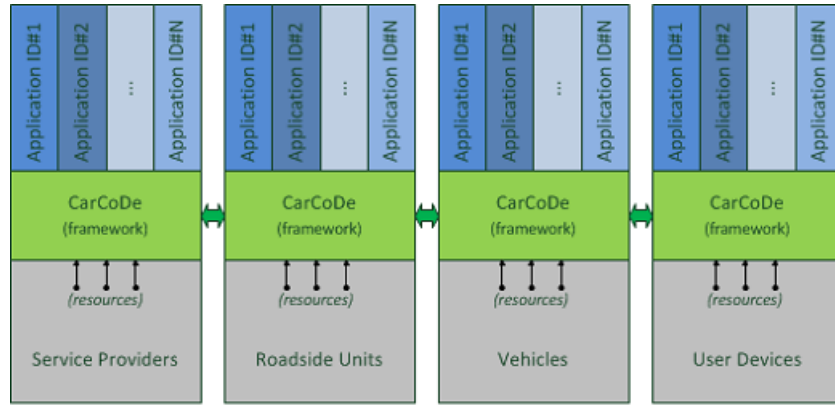 Application ID#1
Application ID#2
...
Application ID#N
Application ID#1
Application ID#2
...
Application ID#N
Application ID#1
Application ID#2
...
Application ID#N
Application ID#1
Application ID#2
...
Application ID#N
CarCoDe
(framework)
CarCoDe
(framework)
CarCoDe
(framework)
CarCoDe
(framework)
(resources)
(resources)
(resources)
(resources)
Service Providers
Roadside Units
Vehicles
User Devices